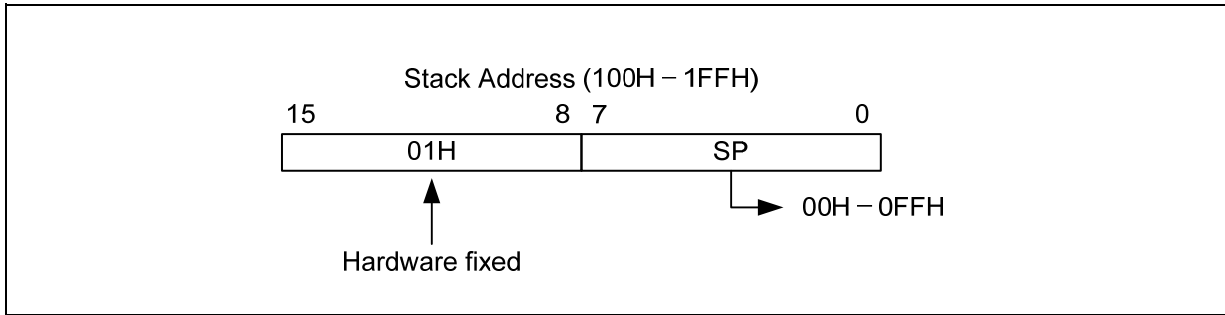 Stack Address (100H – 1FFH)
15 8 7 0
01H SP
00H – 0FFH
Hardware fixed